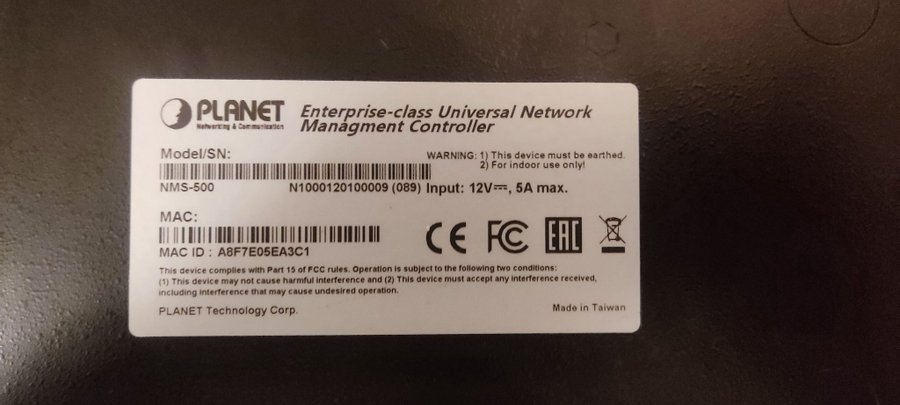 PLANET
Networking & Communication
Enterprise-class Universal Network
Managment Controller
Model/SN:
WARNING: 1) This device must be earthed.
2) For indoor use only!
NMS-500 N1000120100009 (089) Input: 12V⎓, 5A max.
MAC:
MAC ID : A8F7E05EA3C1
CE FC EAC
This device complies with Part 15 of FCC rules. Operation is subject to the following two conditions:
(1) This device may not cause harmful interference and (2) This device must accept any interference received,
including interference that may cause undesired operation.
PLANET Technology Corp.
Made in Taiwan